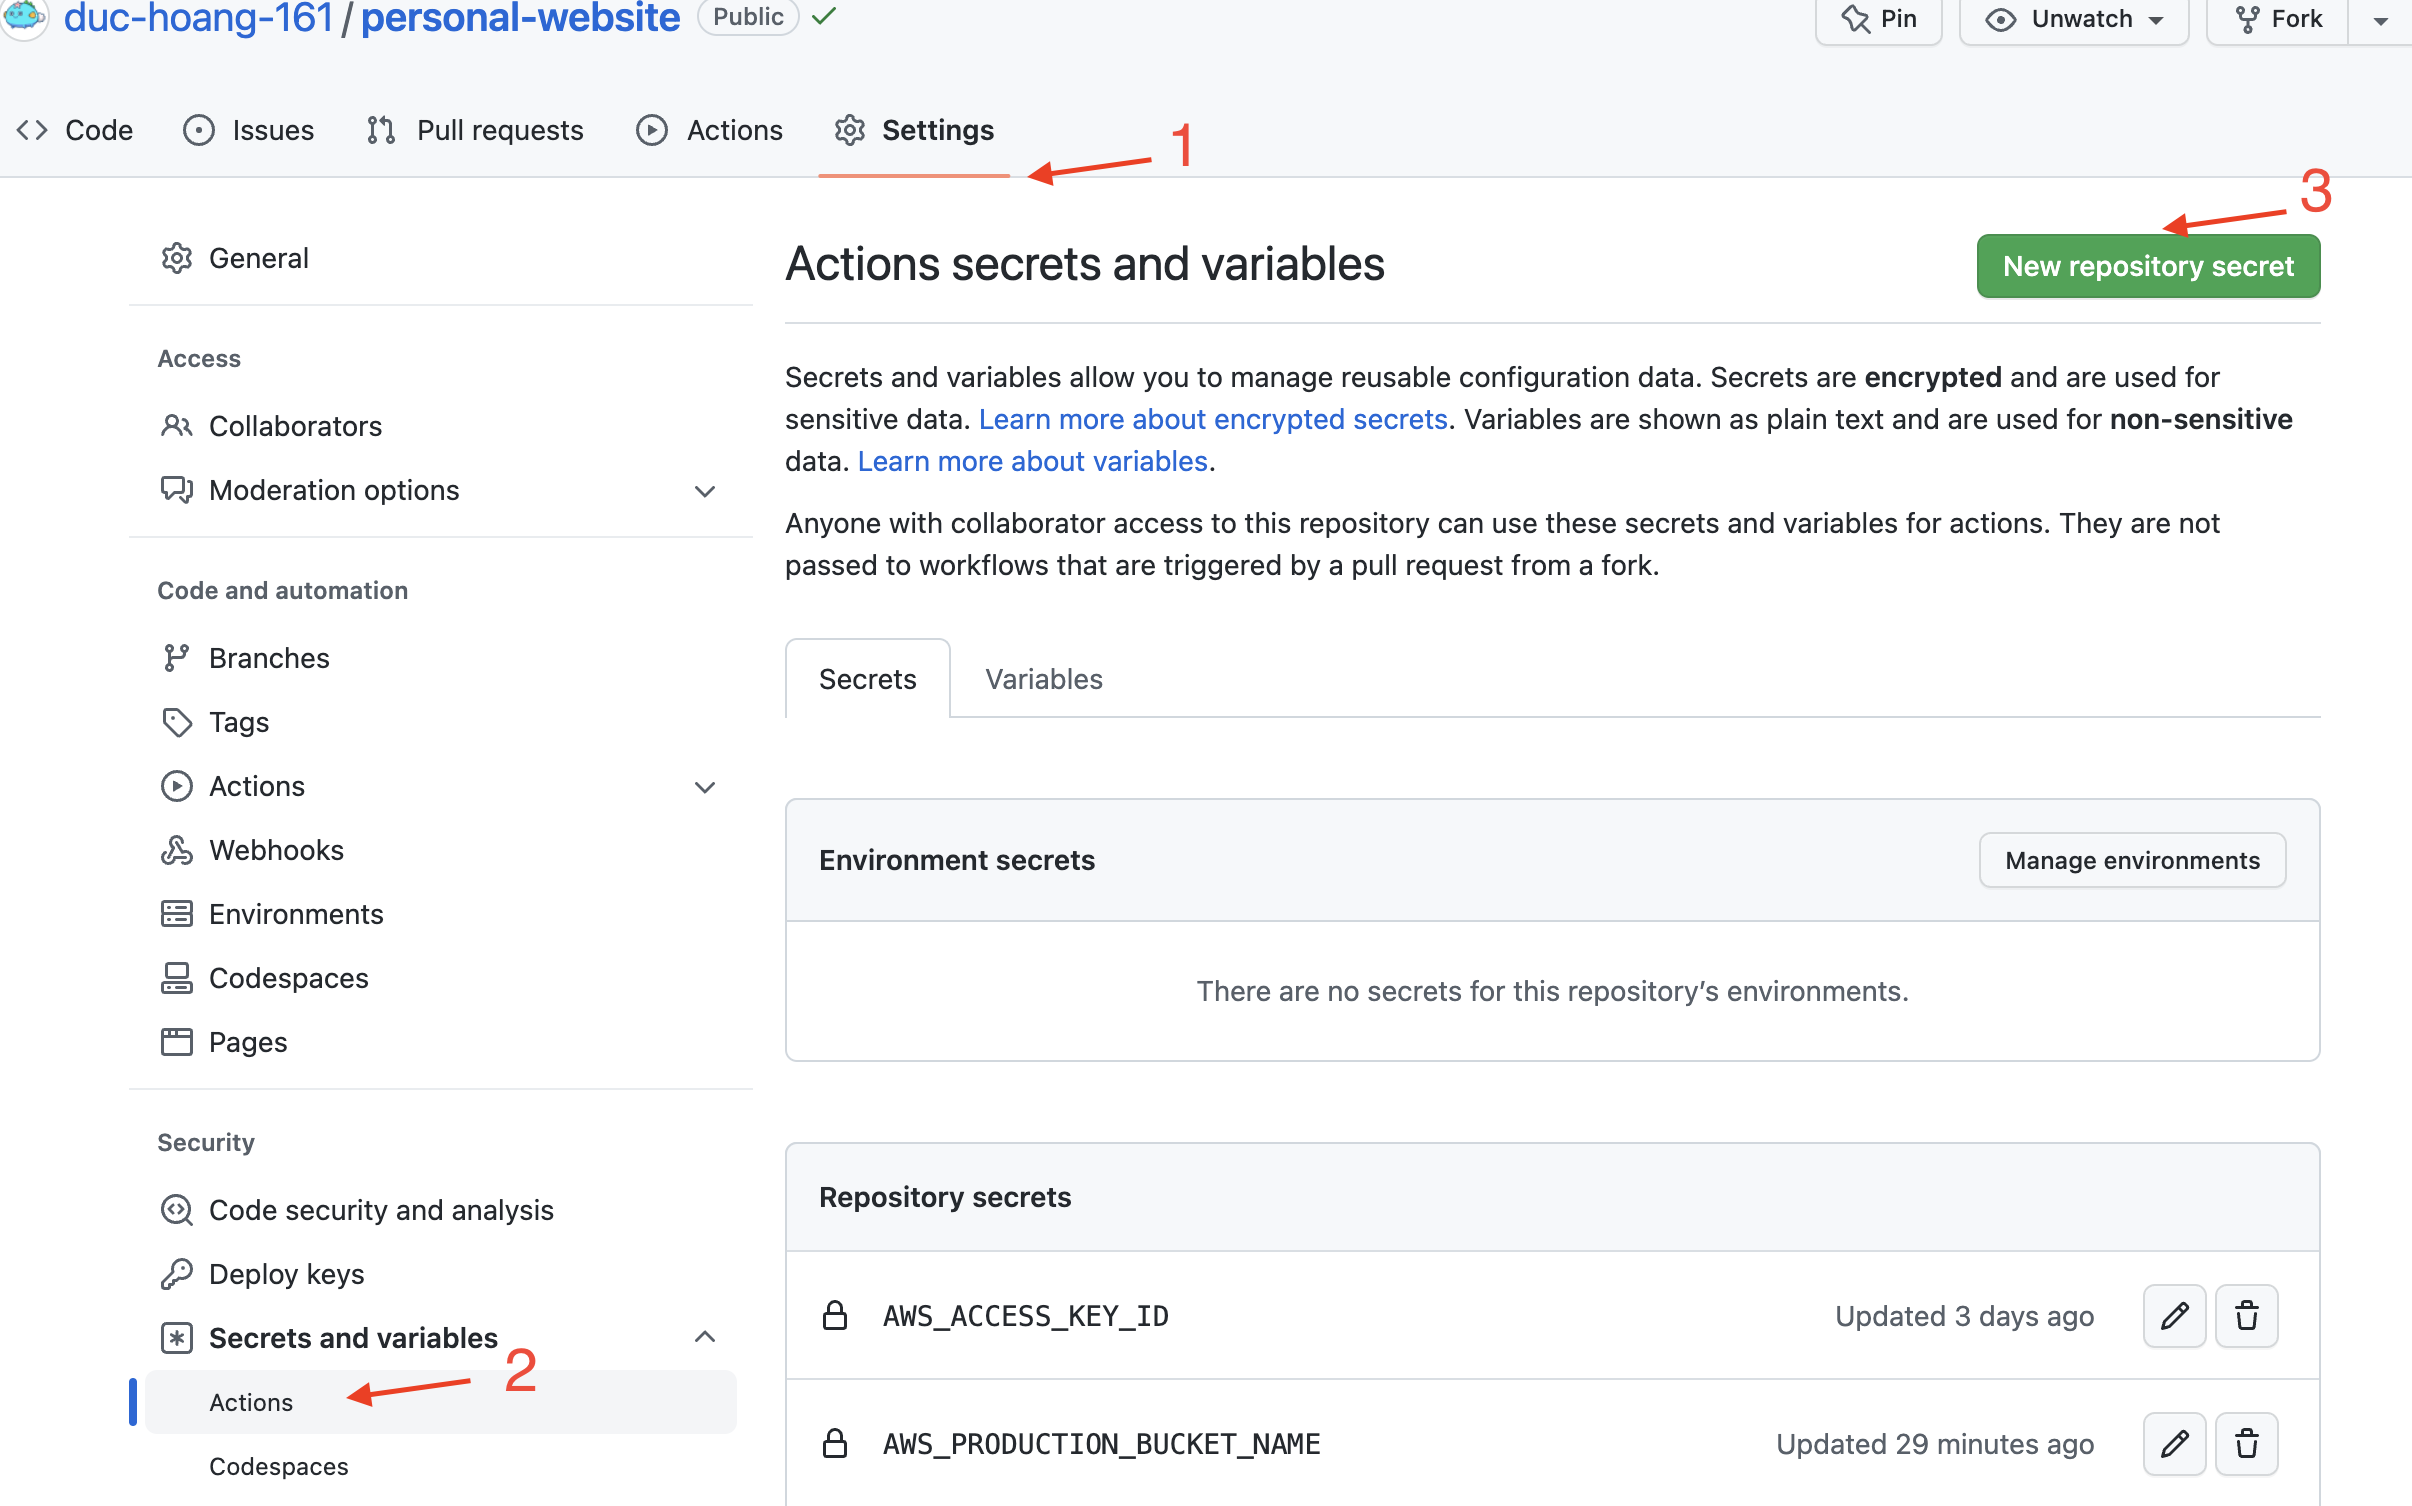 duc-hoang-161 / personal-website Public Pin Unwatch Fork
Code Issues Pull requests Actions Settings 1
3
General
Access
Collaborators
Moderation options
Code and automation
Branches
Tags
Actions
Webhooks
Environments
Codespaces
Pages
Security
Code security and analysis
Deploy keys
Secrets and variables
2
Actions
Codespaces
Actions secrets and variables New repository secret
Secrets and variables allow you to manage reusable configuration data. Secrets are encrypted and are used for
sensitive data. Learn more about encrypted secrets. Variables are shown as plain text and are used for non-sensitive
data. Learn more about variables.
Anyone with collaborator access to this repository can use these secrets and variables for actions. They are not
passed to workflows that are triggered by a pull request from a fork.
Secrets Variables
Environment secrets Manage environments
There are no secrets for this repository’s environments.
Repository secrets
AWS_ACCESS_KEY_ID Updated 3 days ago
AWS_PRODUCTION_BUCKET_NAME Updated 29 minutes ago